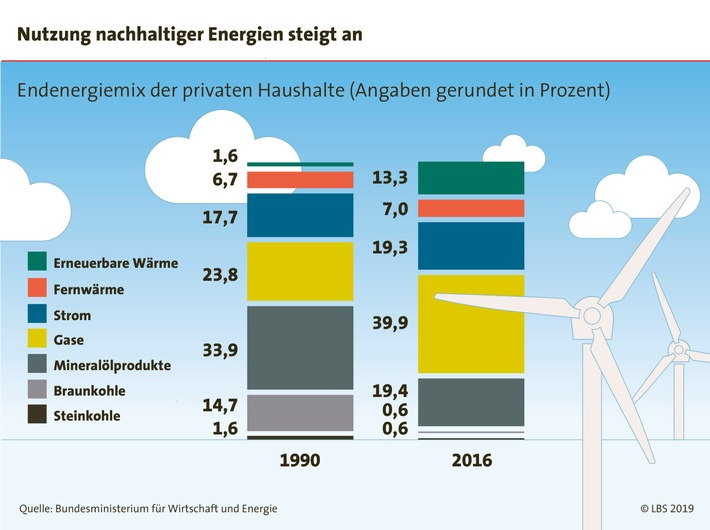 Nutzung nachhaltiger Energien steigt an
Endenergiemix der privaten Haushalte (Angaben gerundet in Prozent)
Erneuerbare Wärme
Fernwärme
Strom
Gase
Mineralölprodukte
Braunkohle
Steinkohle
1,6
6,7
17,7
23,8
33,9
14,7
1,6
1990
13,3
7,0
19,3
39,9
19,4
0,6
0,6
2016
Quelle: Bundesministerium für Wirtschaft und Energie
© LBS 2019